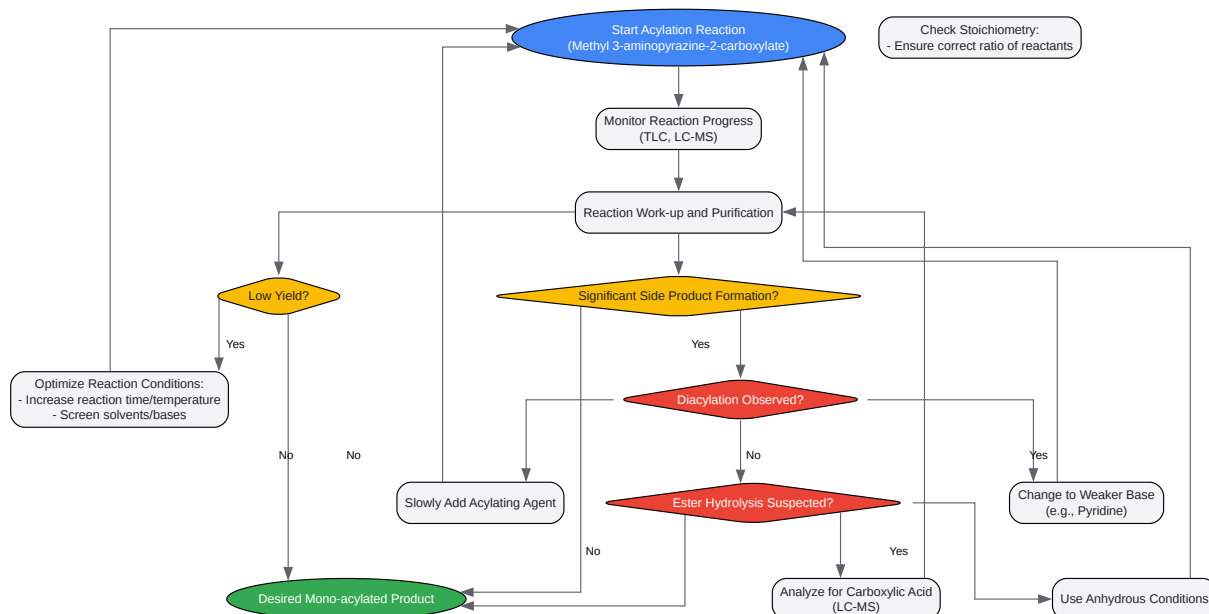 Start Acylation Reaction
(Methyl 3-aminopyrazine-2-carboxylate)
Check Stoichiometry:
- Ensure correct ratio of reactants
Monitor Reaction Progress
(TLC, LC-MS)
Reaction Work-up and Purification
Low Yield?
Significant Side Product Formation?
Yes
Yes
Optimize Reaction Conditions:
- Increase reaction time/temperature
- Screen solvents/bases
Diacylation Observed?
No
No
No
Yes
Slowly Add Acylating Agent
Ester Hydrolysis Suspected?
Change to Weaker Base
(e.g., Pyridine)
No
Yes
Desired Mono-acylated Product
Analyze for Carboxylic Acid
(LC-MS)
Use Anhydrous Conditions